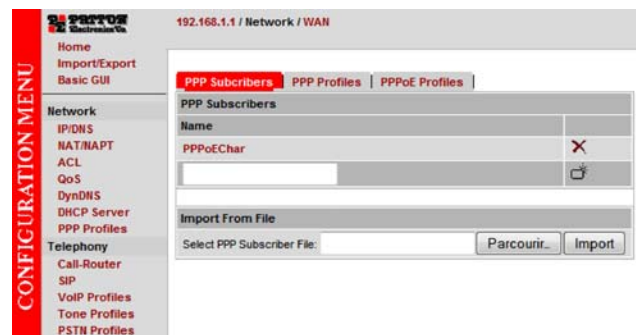 PATTON
Electronics Co.
192.168.1.1 / Network / WAN
CONFIGURATION MENU
Home
Import/Export
Basic GUI
Network
IP/DNS
NAT/NAPT
ACL
QoS
DynDNS
DHCP Server
PPP Profiles
Telephony
Call-Router
SIP
VoIP Profiles
Tone Profiles
PSTN Profiles
PPP Subcribers
PPP Profiles
PPPoE Profiles
PPP Subscribers
Name
PPPoEChar
Import From File
Select PPP Subscriber File:
Parcourir...
Import